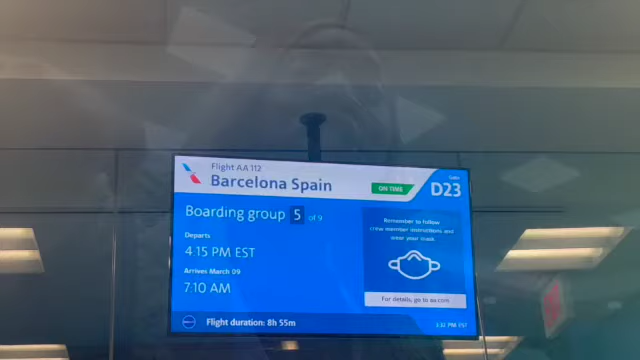 Flight AA 112
Barcelona Spain
ON TIME
Gate
D23
Boarding group 5 of 9
Departs
4:15 PM EST
Arrives March 09
7:10 AM
Remember to follow
crew member instructions and
wear your mask.
For details, go to aa.com
Flight duration: 8h 55m
PM EST